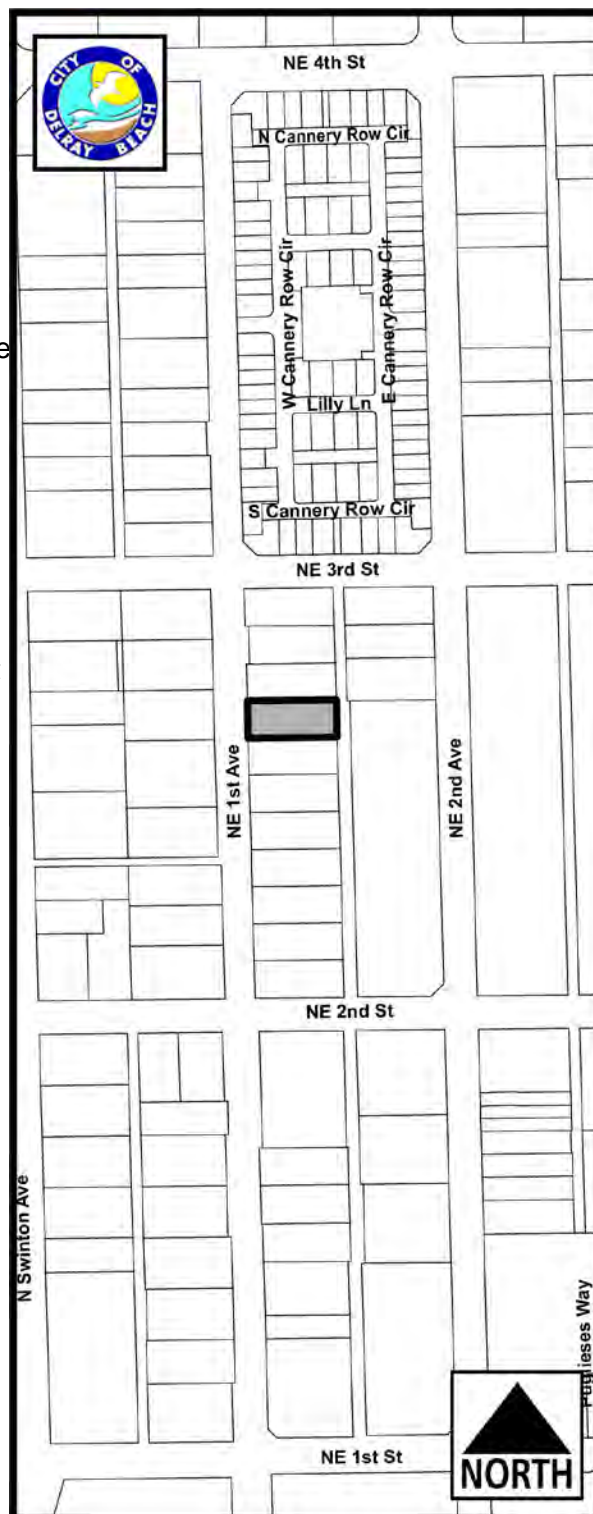 CITY OF
DELRAY BEACH
NE 4th St
N Cannery Row Cir
W Cannery Row Cir
E Cannery Row Cir
e
Lilly Ln
S Cannery Row Cir
NE 3rd St
NE 1st Ave
NE 2nd Ave
NE 2nd St
N Swinton Ave
Puglieses Way
NE 1st St
NORTH